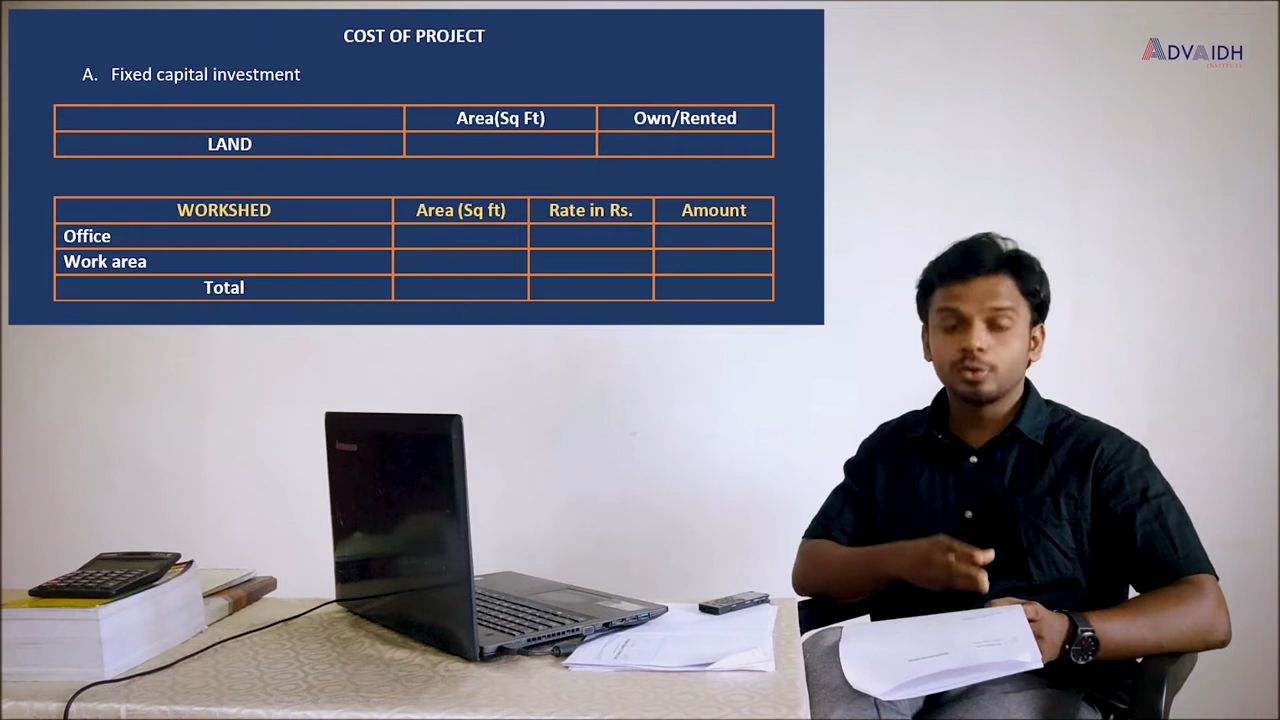 COST OF PROJECT
A. Fixed capital investment
Area(Sq Ft) Own/Rented
LAND
WORKSHED Area (Sq ft) Rate in Rs. Amount
Office
Work area
Total
ADVAIDH
INSTITUTE